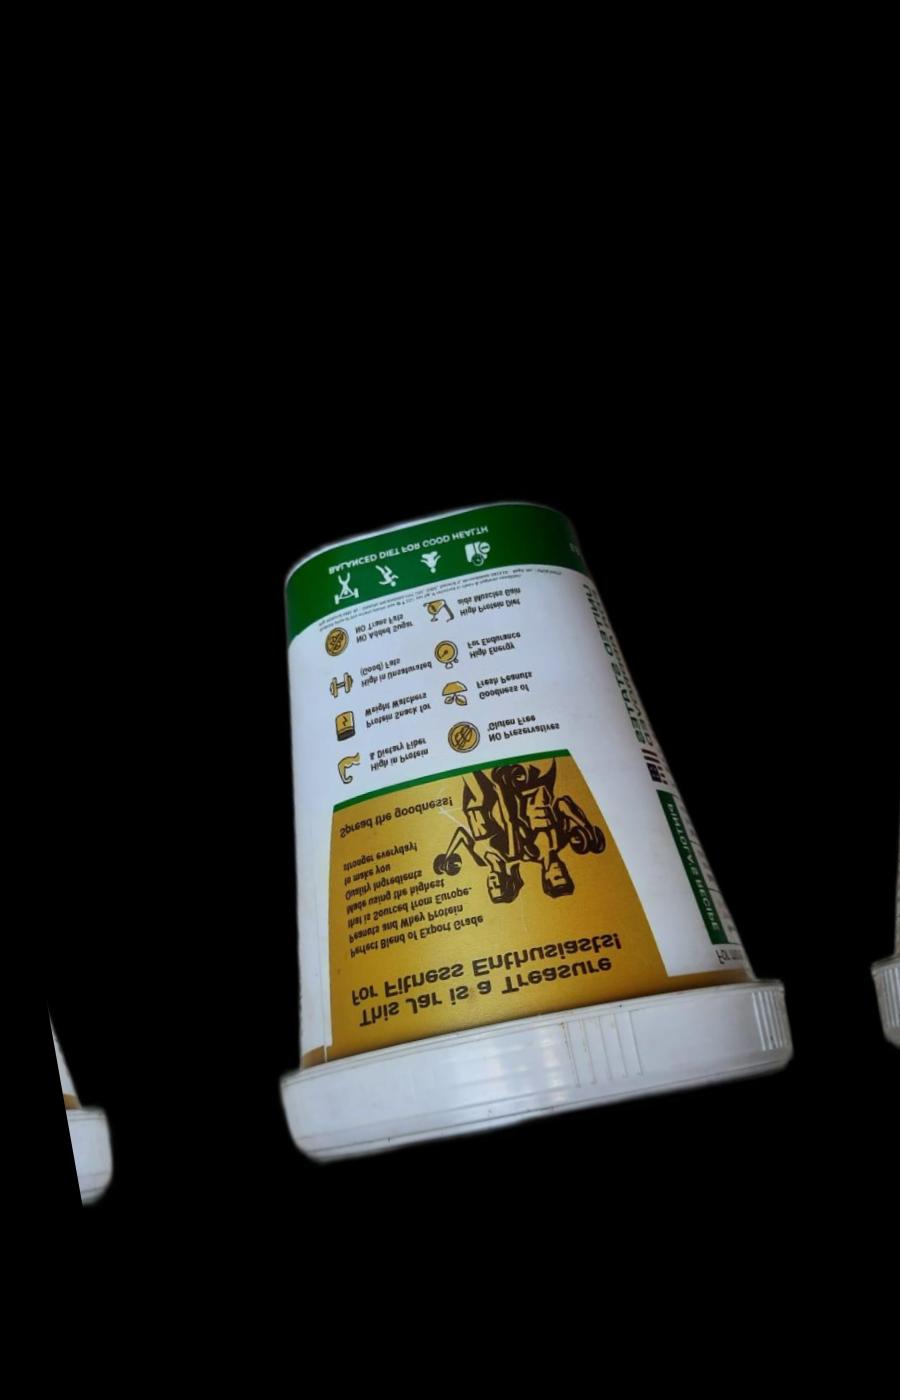 This Jar is a Treasure
for Fitness Enthusiasts!
Perfect Blend of Export Grade
Peanuts and Whey Protein
that is Sourced from Europe.
Made using the highest
Quality Ingredients
to make you
stronger everyday!
Spread the goodness!
High in Protein
& Dietary Fiber
NO Preservatives
Gluten Free
Protein Snack for
Weight Watchers
Goodness of
Fresh Peanuts
High in Unsaturated
(Good) Fats
High Energy
For Endurance
NO Added Sugar
NO Trans Fats
High Protein Diet
aids Muscles Gain
BALANCED DIET FOR GOOD HEALTH